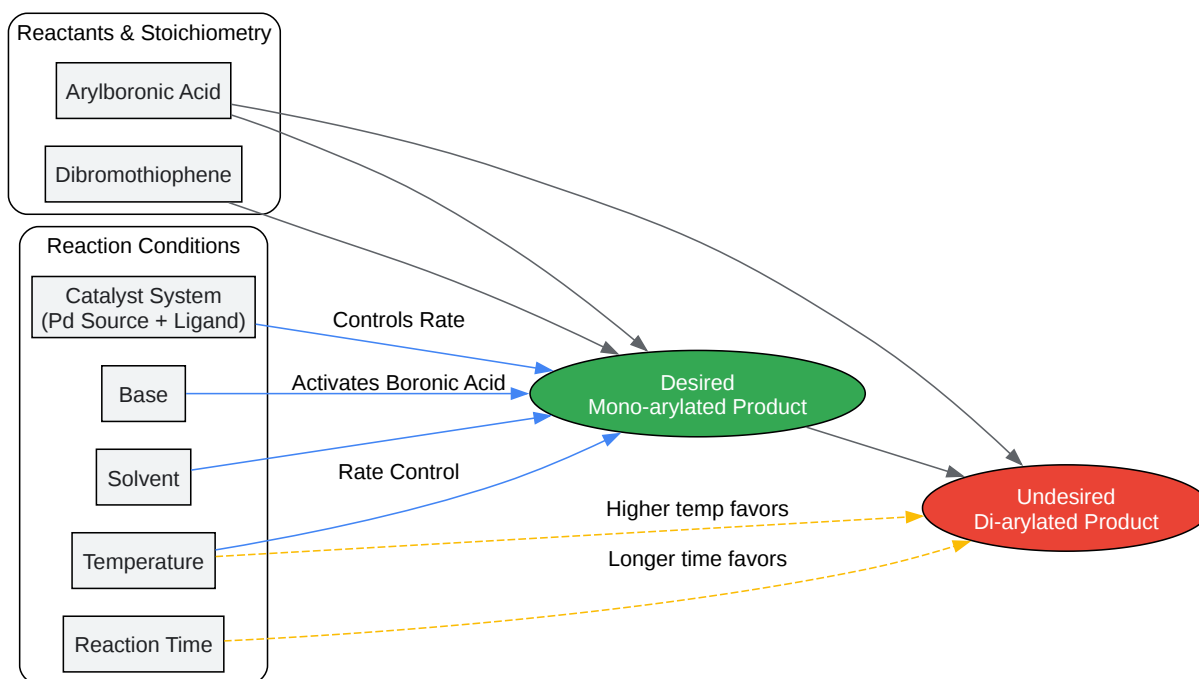 Reactants & Stoichiometry
Arylboronic Acid
Dibromothiophene
Reaction Conditions
Catalyst System
(Pd Source + Ligand)
Base
Solvent
Temperature
Reaction Time
Controls Rate
Activates Boronic Acid
Rate Control
Higher temp favors
Longer time favors
Desired
Mono-arylated Product
Undesired
Di-arylated Product